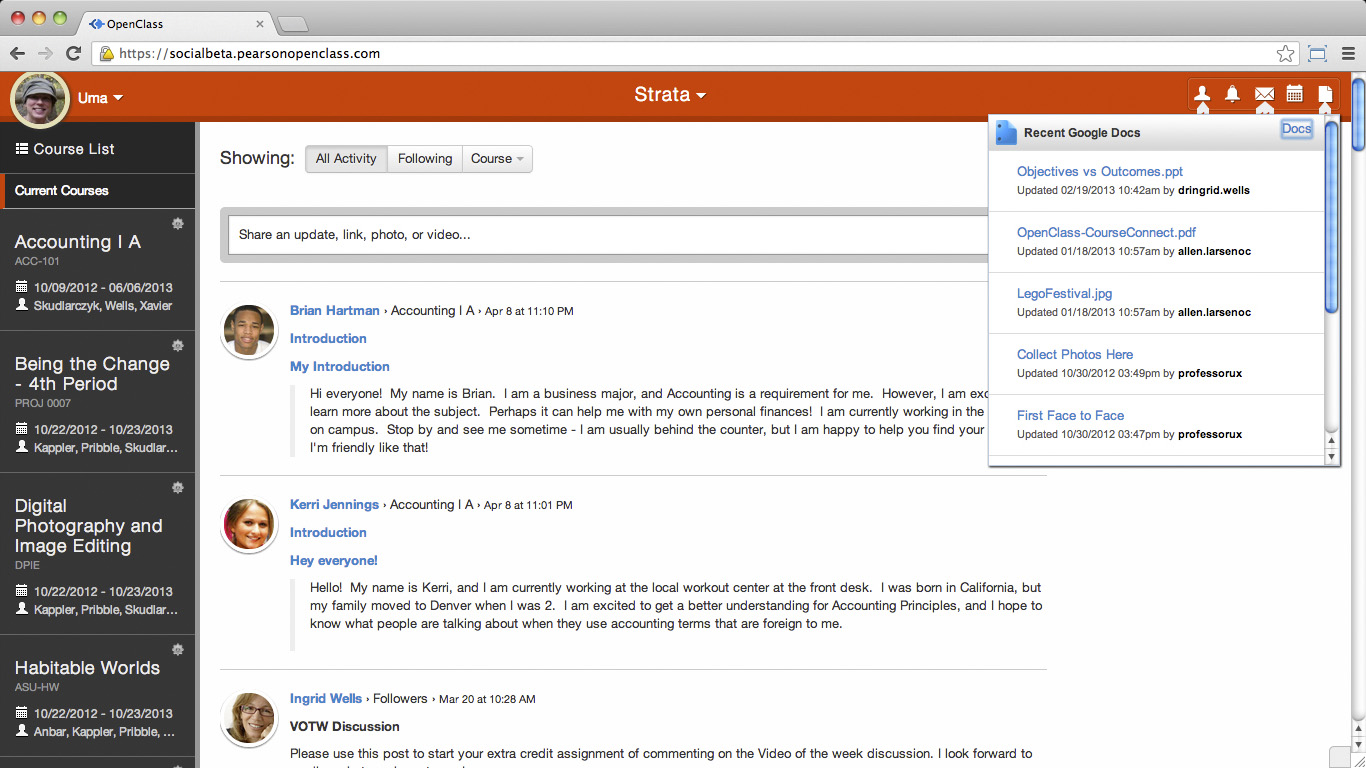 OpenClass
https://socialbeta.pearsonopenclass.com
Uma
Strata
Course List
Current Courses
Accounting I A
ACC-101
10/09/2012 - 06/06/2013
Skudlarczyk, Wells, Xavier
Being the Change
- 4th Period
PROJ 0007
10/22/2012 - 10/23/2013
Kappler, Pribble, Skudlar...
Digital
Photography and
Image Editing
DPIE
10/22/2012 - 10/23/2013
Kappler, Pribble, Skudlar...
Habitable Worlds
ASU-HW
10/22/2012 - 10/23/2013
Anbar, Kappler, Pribble, ...
Showing: All Activity Following Course
Share an update, link, photo, or video...
Brian Hartman › Accounting I A › Apr 8 at 11:10 PM
Introduction
My Introduction
Hi everyone! My name is Brian. I am a business major, and Accounting is a requirement for me. However, I am
learn more about the subject. Perhaps it can help me with my own personal finances! I am currently working in the
on campus. Stop by and see me sometime - I am usually behind the counter, but I am happy to help you find your
I'm friendly like that!
Kerri Jennings › Accounting I A › Apr 8 at 11:01 PM
Introduction
Hey everyone!
Hello! My name is Kerri, and I am currently working at the local workout center at the front desk. I was born in California, but
my family moved to Denver when I was 2. I am excited to get a better understanding for Accounting Principles, and I hope to
know what people are talking about when they use accounting terms that are foreign to me.
Ingrid Wells › Followers › Mar 20 at 10:28 AM
VOTW Discussion
Please use this post to start your extra credit assignment of commenting on the Video of the week discussion. I look forward to
Recent Google Docs
Docs
Objectives vs Outcomes.ppt
Updated 02/19/2013 10:42am by dringrid.wells
OpenClass-CourseConnect.pdf
Updated 01/18/2013 10:57am by allen.larsenoc
LegoFestival.jpg
Updated 01/18/2013 10:57am by allen.larsenoc
Collect Photos Here
Updated 10/30/2012 03:49pm by professorux
First Face to Face
Updated 10/30/2012 03:47pm by professorux